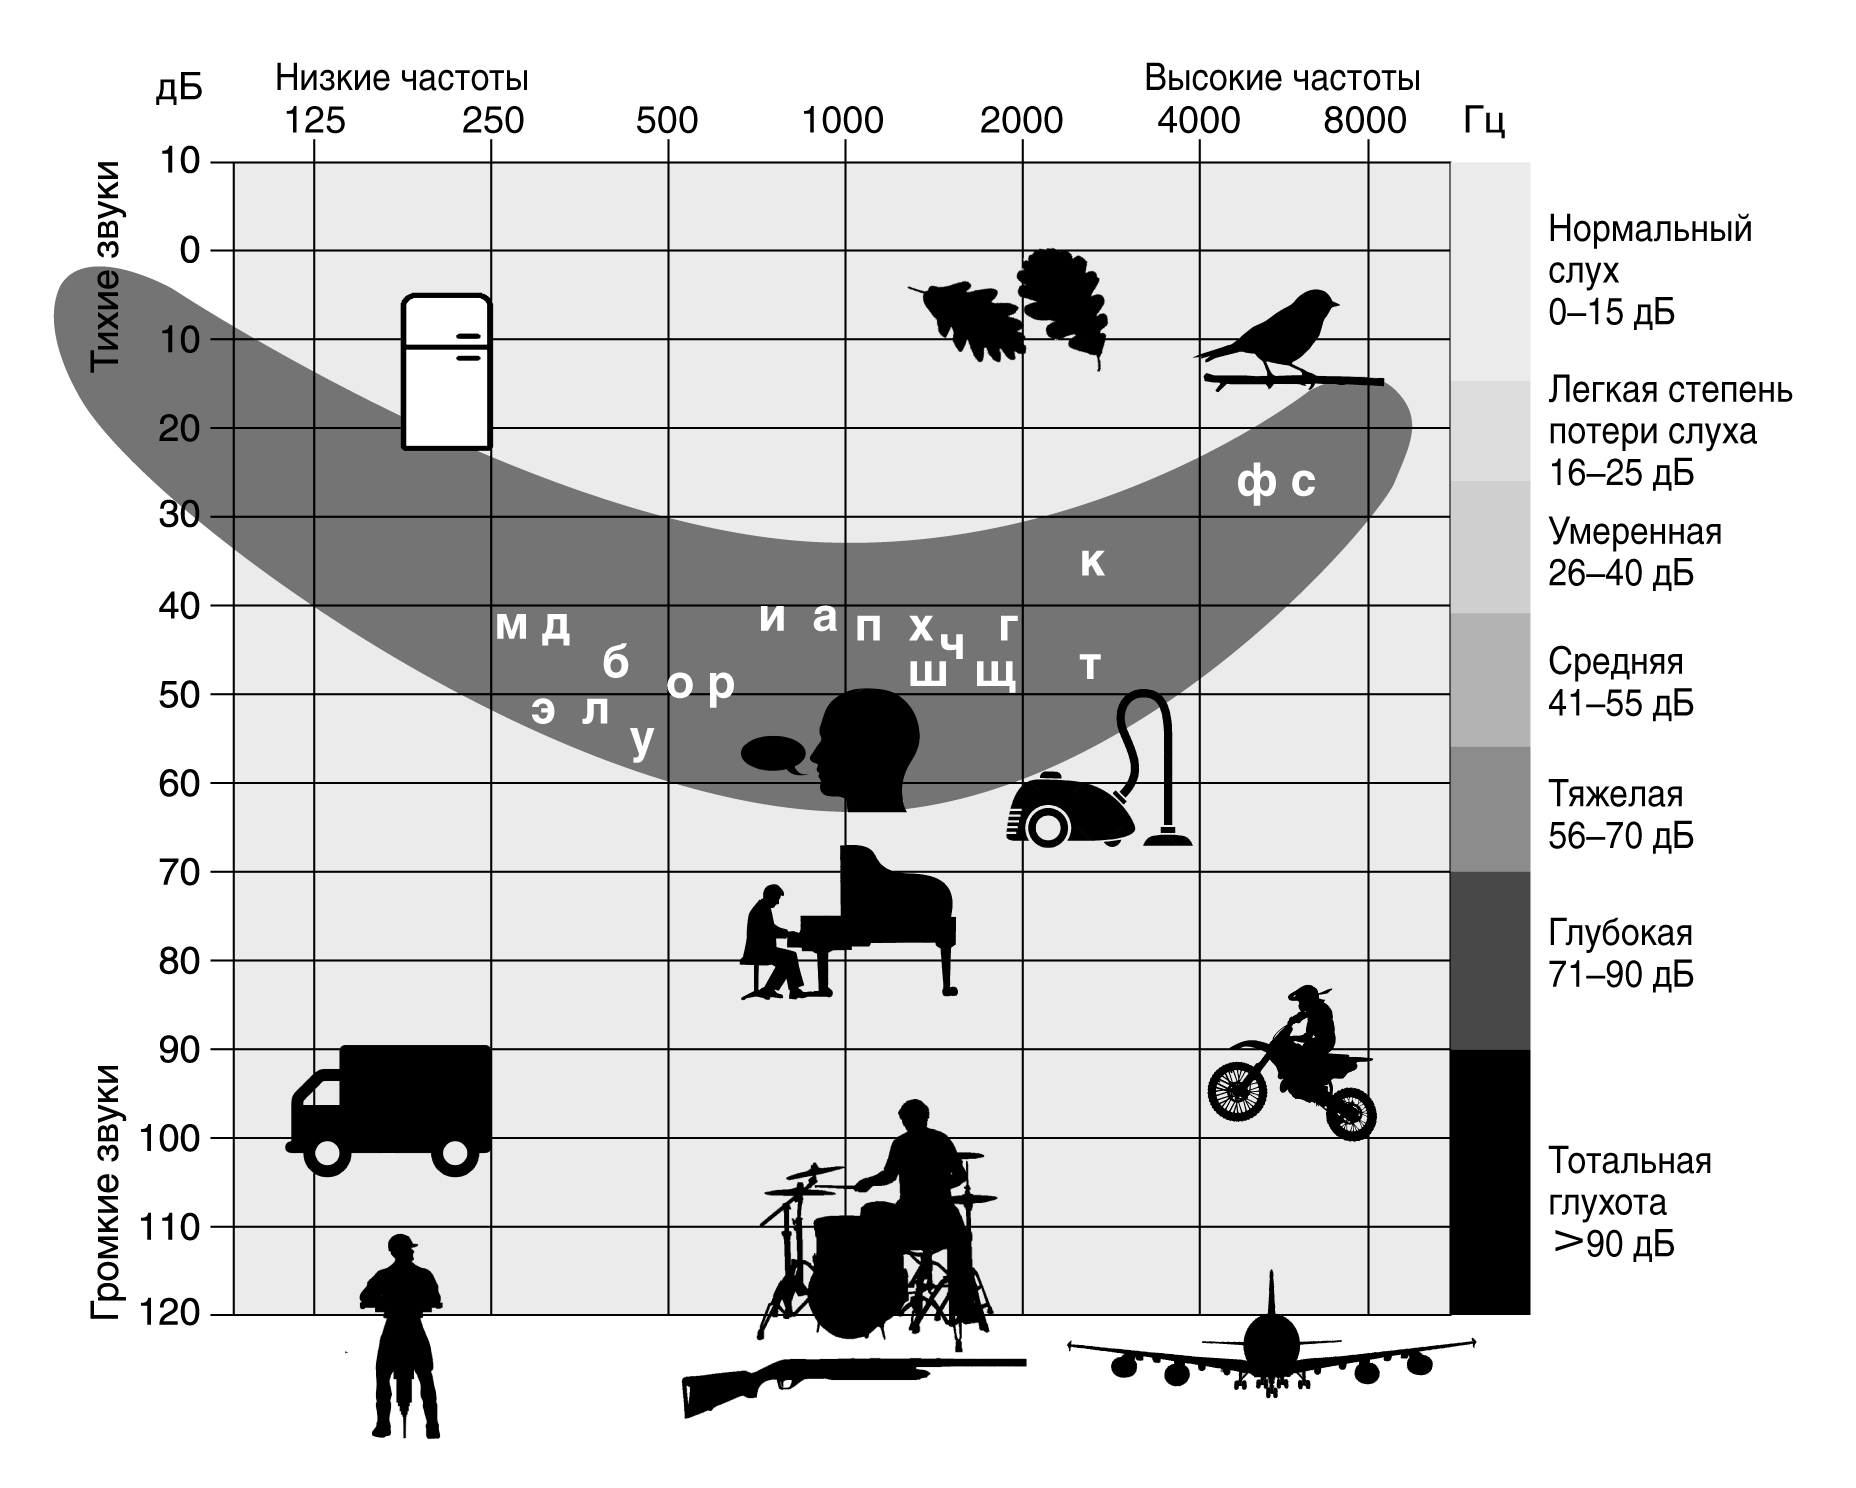 Низкие частоты
Высокие частоты
дБ
125 250 500 1000 2000 4000 8000 Гц
10
0
10
20
30
40
50
60
70
80
90
100
110
120
Тихие звуки
Громкие звуки
ф с
к
и а п х ч г
м д
б
ш щ т
о р
э л
у
Нормальный
слух
0–15 дБ
Легкая степень
потери слуха
16–25 дБ
Умеренная
26–40 дБ
Средняя
41–55 дБ
Тяжелая
56–70 дБ
Глубокая
71–90 дБ
Тотальная
глухота
>90 дБ